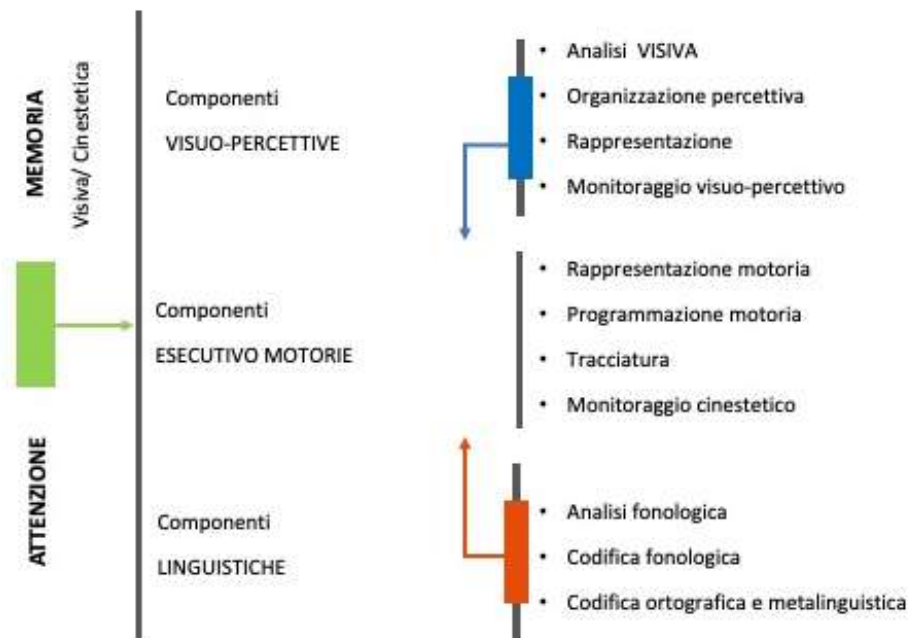 MEMORIA
Visiva/ Cinestetica
ATTENZIONE
Componenti
VISUO-PERCETTIVE
• Analisi VISIVA
• Organizzazione percettiva
• Rappresentazione
• Monitoraggio visuo-percettivo
Componenti
ESECUTIVO MOTORIE
• Rappresentazione motoria
• Programmazione motoria
• Tracciatura
• Monitoraggio cinestetico
Componenti
LINGUISTICHE
• Analisi fonologica
• Codifica fonologica
• Codifica ortografica e metalinguistica